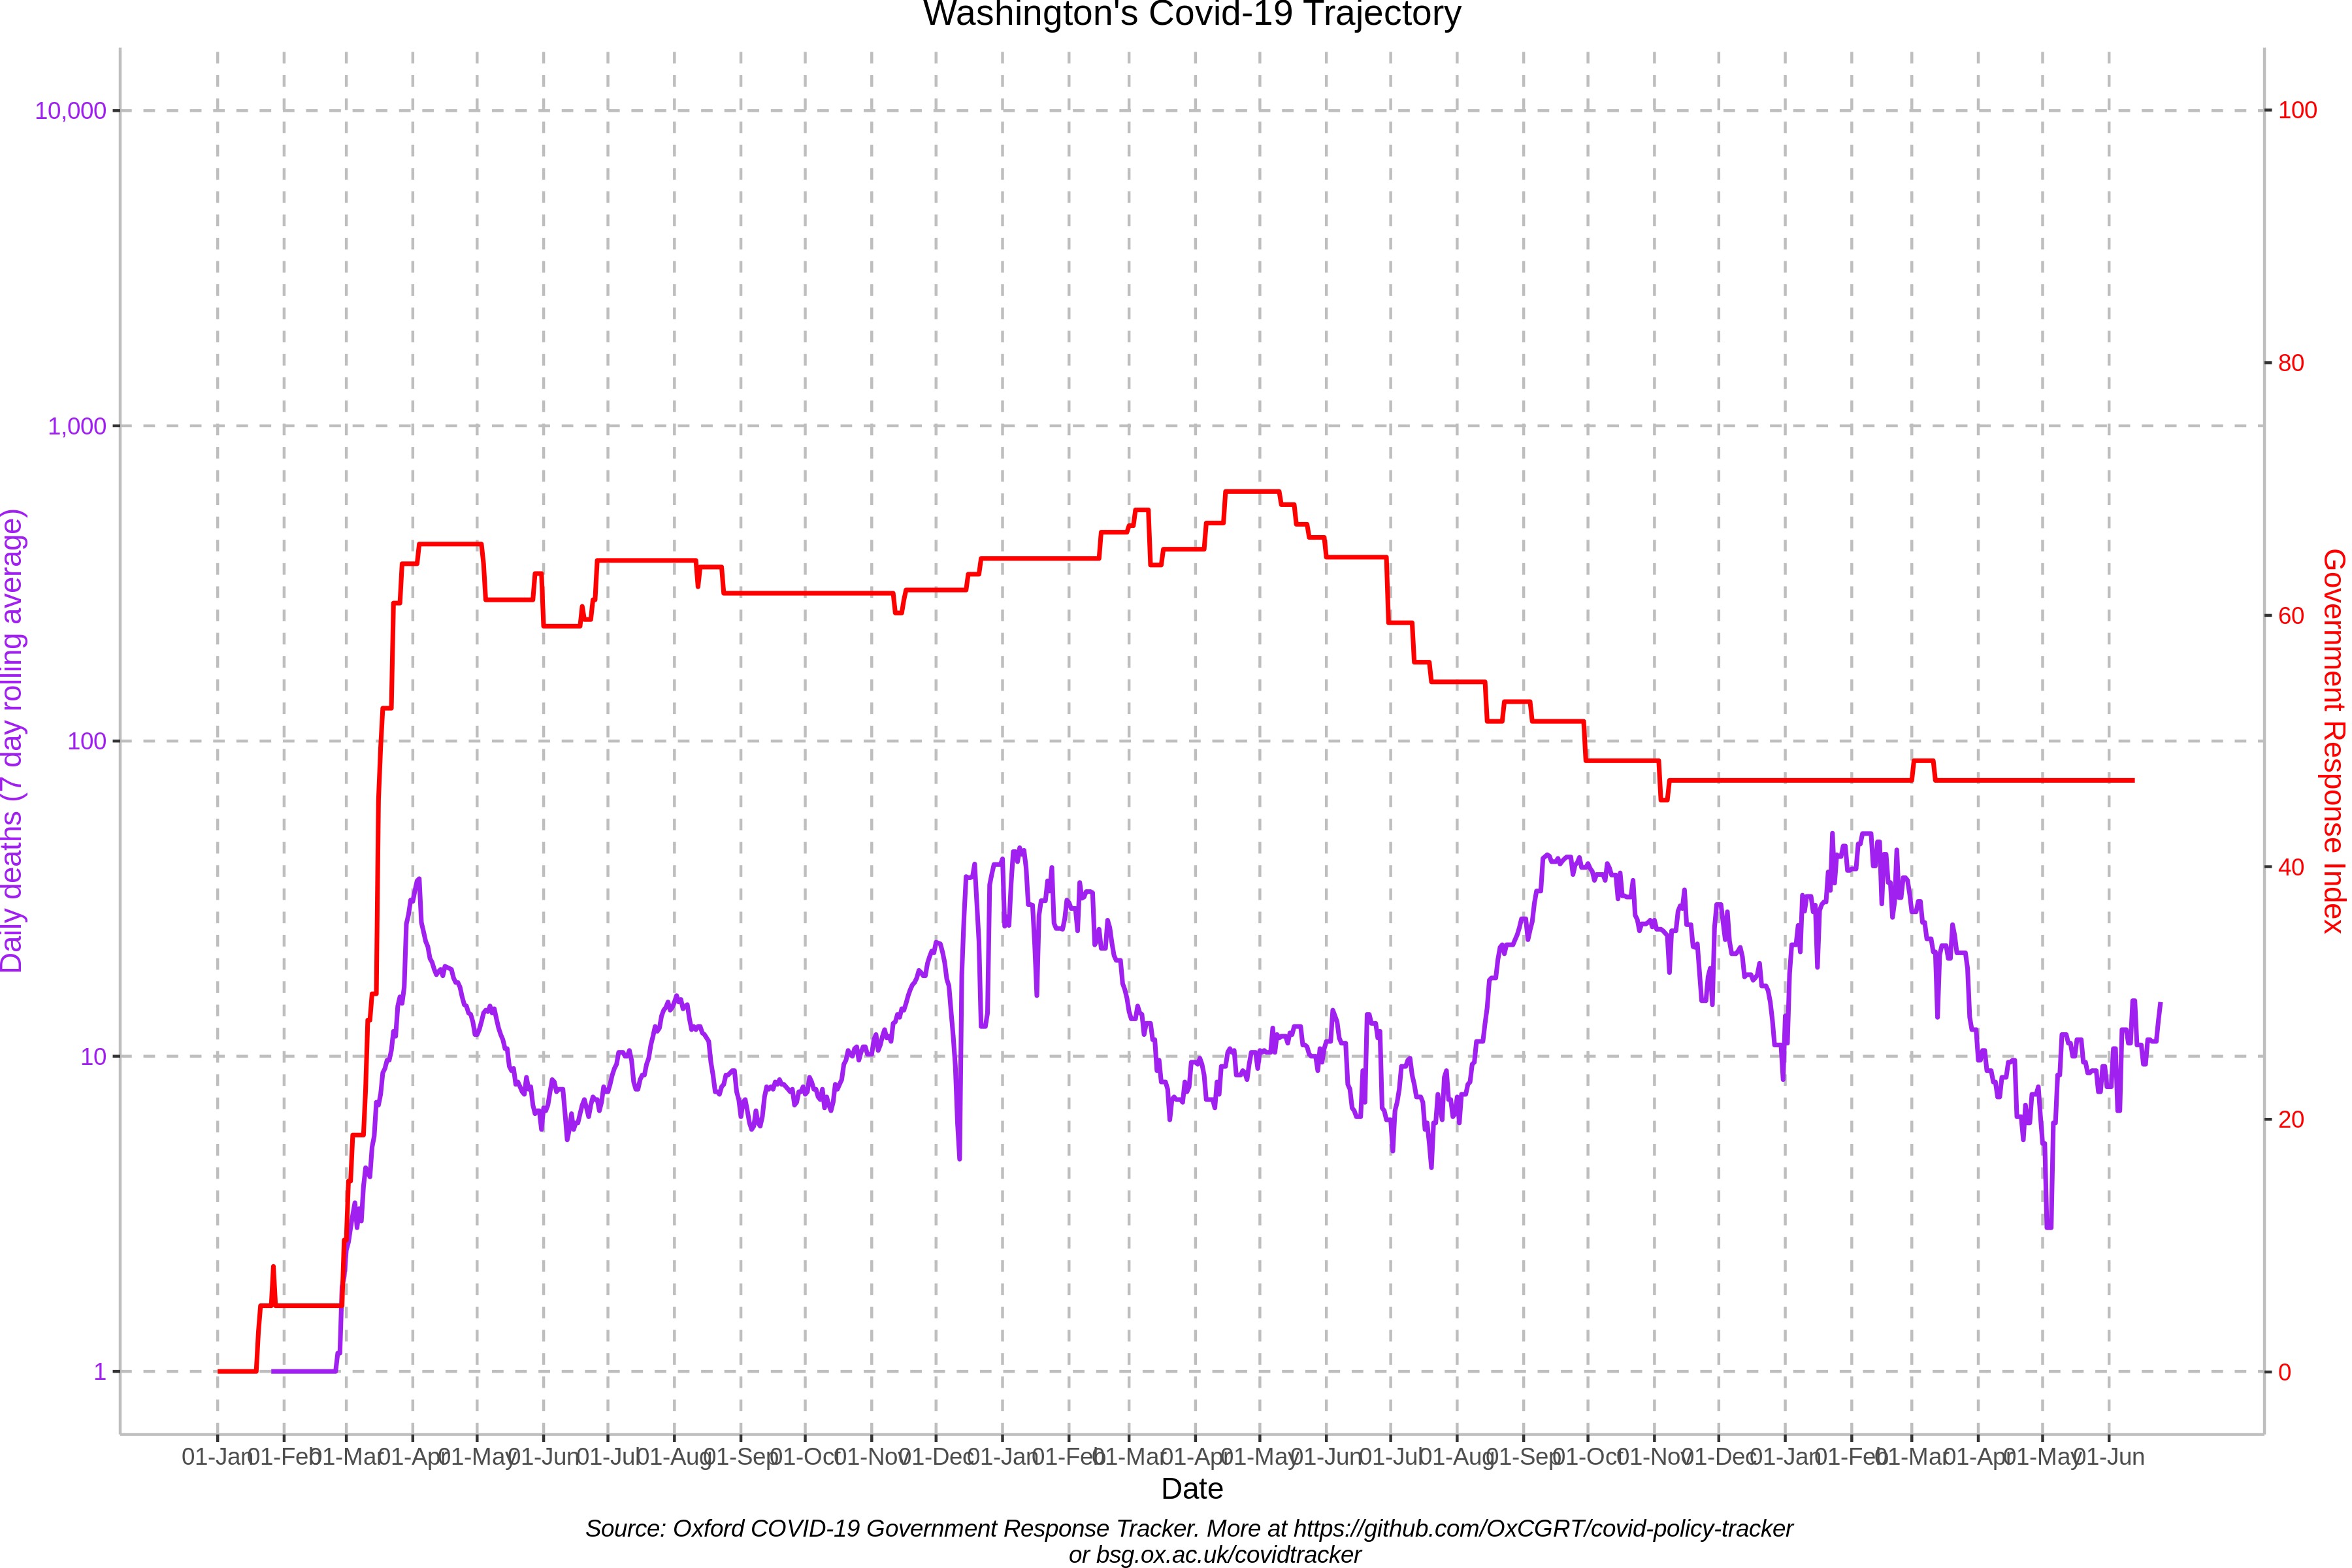 Washington's Covid-19 Trajectory
10,000
1,000
100
10
1
Daily deaths (7 day rolling average)
100
80
60
40
20
0
Government Response Index
01-Jan 01-Feb 01-Mar 01-Apr 01-May 01-Jun 01-Jul 01-Aug 01-Sep 01-Oct 01-Nov 01-Dec 01-Jan 01-Feb 01-Mar 01-Apr 01-May 01-Jun 01-Jul 01-Aug 01-Sep 01-Oct 01-Nov 01-Dec 01-Jan 01-Feb 01-Mar 01-Apr 01-May 01-Jun
Date
Source: Oxford COVID-19 Government Response Tracker. More at https://github.com/OxCGRT/covid-policy-tracker
or bsg.ox.ac.uk/covidtracker